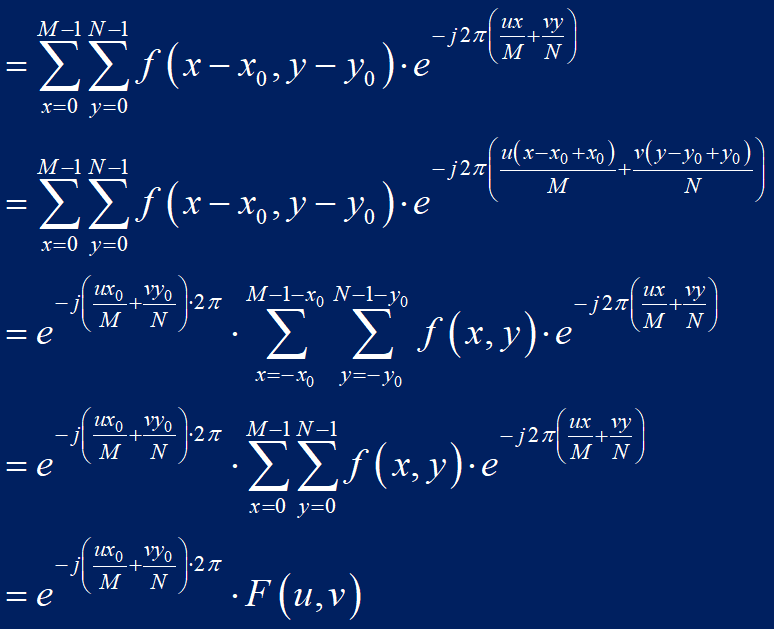 $= \sum_{x=0}^{M-1} \sum_{y=0}^{N-1} f(x-x_0, y-y_0) \cdot e^{-j2\pi\left(\frac{ux}{M}+\frac{vy}{N}\right)}$
$= \sum_{x=0}^{M-1} \sum_{y=0}^{N-1} f(x-x_0, y-y_0) \cdot e^{-j2\pi\left(\frac{u(x-x_0+x_0)}{M}+\frac{v(y-y_0+y_0)}{N}\right)}$
$= e^{-j\left(\frac{ux_0}{M}+\frac{vy_0}{N}\right)\cdot 2\pi} \cdot \sum_{x=-x_0}^{M-1-x_0} \sum_{y=-y_0}^{N-1-y_0} f(x, y) \cdot e^{-j2\pi\left(\frac{ux}{M}+\frac{vy}{N}\right)}$
$= e^{-j\left(\frac{ux_0}{M}+\frac{vy_0}{N}\right)\cdot 2\pi} \cdot \sum_{x=0}^{M-1} \sum_{y=0}^{N-1} f(x, y) \cdot e^{-j2\pi\left(\frac{ux}{M}+\frac{vy}{N}\right)}$
$= e^{-j\left(\frac{ux_0}{M}+\frac{vy_0}{N}\right)\cdot 2\pi} \cdot F(u, v)$